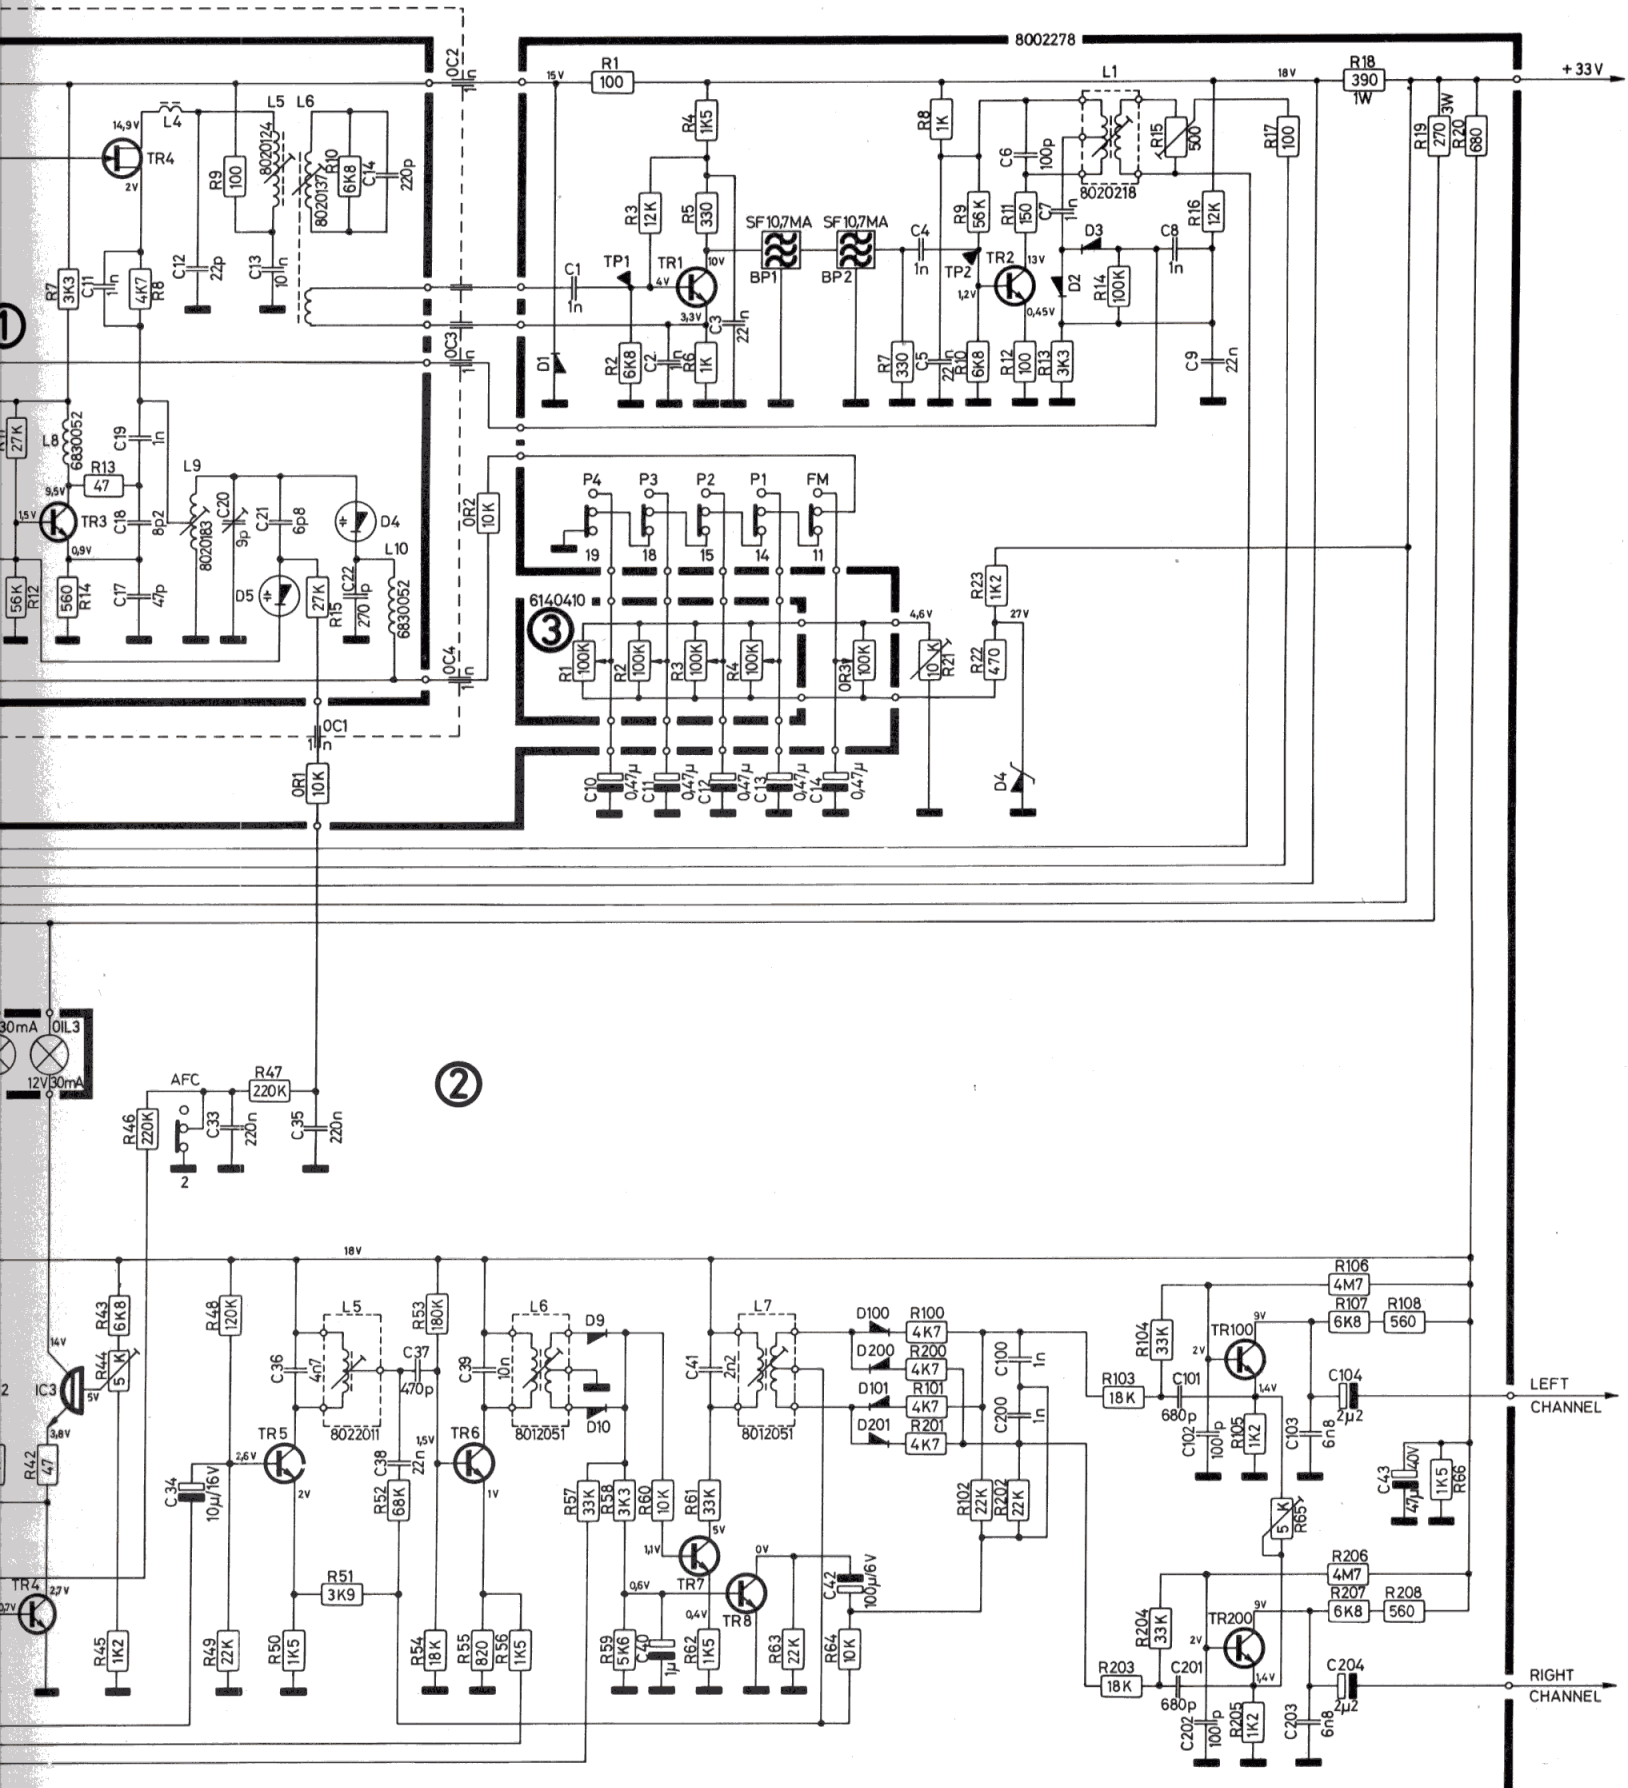 8002278
0C2
1n
15V
R1
100
18V
R18
390
1W
+33V
L1
R4
1K5
R8
1K
C6
100p
R15
500
R17
100
R19
270
3W
R20
680
L4
L5
L6
14,9V
TR4
2V
R9
100
8020124
8020137
R10
6K8
C14
220p
8020218
R3
12K
R5
330
SF10,7MA
SF10,7MA
R9
56K
R11
150
C7
1n
R16
12K
R7
3K3
C11
1n
4K7
R8
C12
22p
C13
10n
C1
1n
TP1
TR1
10V
4V
3,3V
BP1
BP2
C4
1n
TP2
TR2
13V
1,2V
0,45V
D3
C8
1n
D2
R14
100K
1
0C3
1n
D1
R2
6K8
C2
1n
R6
1K
C3
22n
R7
330
C5
22n
R10
6K8
R12
100
R13
3K3
C9
22n
27K
L8
6830052
C19
1n
R13
47
L9
9,5V
1,5V
TR3
0,9V
C18
8p2
8020183
C20
9p
C21
6p8
D4
L10
0R2
10K
P4
P3
P2
P1
FM
19
18
15
14
11
56K
R12
560
R14
C17
47p
D5
27K
R15
C22
270p
6830052
6140410
3
4,6V
R23
1K2
27V
R1
100K
R2
100K
R3
100K
R4
100K
0R3
100K
10K
R21
R22
470
0C4
1n
0C1
1n
0R1
10K
C10
0,47µ
C11
0,47µ
C12
0,47µ
C13
0,47µ
C14
0,47µ
D4
30mA
0IL3
12V
30mA
AFC
R47
220K
2
R46
220K
C33
220n
C35
220n
2
18V
R43
6K8
14V
R44
5K
IC3
5V
3,8V
R42
47
R48
120K
L5
C36
4n7
8022011
R53
180K
C37
470p
L6
C39
10n
D9
8012051
D10
L7
C41
2n2
8012051
D100
R100
4K7
D200
R200
4K7
D101
R101
4K7
D201
R201
4K7
C100
1n
C200
1n
R106
4M7
R107
6K8
R108
560
R104
33K
TR100
9V
2V
1,4V
R103
18K
C101
680p
C104
2µ2
LEFT
CHANNEL
C102
100p
R105
1K2
C103
6n8
C43
47µ
40V
1K5
R66
C34
10µ/16V
2,6V
TR5
2V
C38
22n
1,5V
TR6
1V
R52
68K
R57
33K
R58
3K3
R60
10K
R61
33K
R102
22K
R202
22K
5K
R65
5V
1,1V
TR7
0,4V
0V
0,6V
TR8
C42
100µ/6V
TR4
2,7V
0,7V
R51
3K9
R45
1K2
R49
22K
R50
1K5
R54
18K
R55
820
R56
1K5
R59
5K6
C40
1µ
R62
1K5
R63
22K
R64
10K
R206
4M7
R207
6K8
R208
560
R204
33K
TR200
9V
2V
1,4V
R203
18K
C201
680p
C204
2µ2
RIGHT
CHANNEL
C202
100p
R205
1K2
C203
6n8